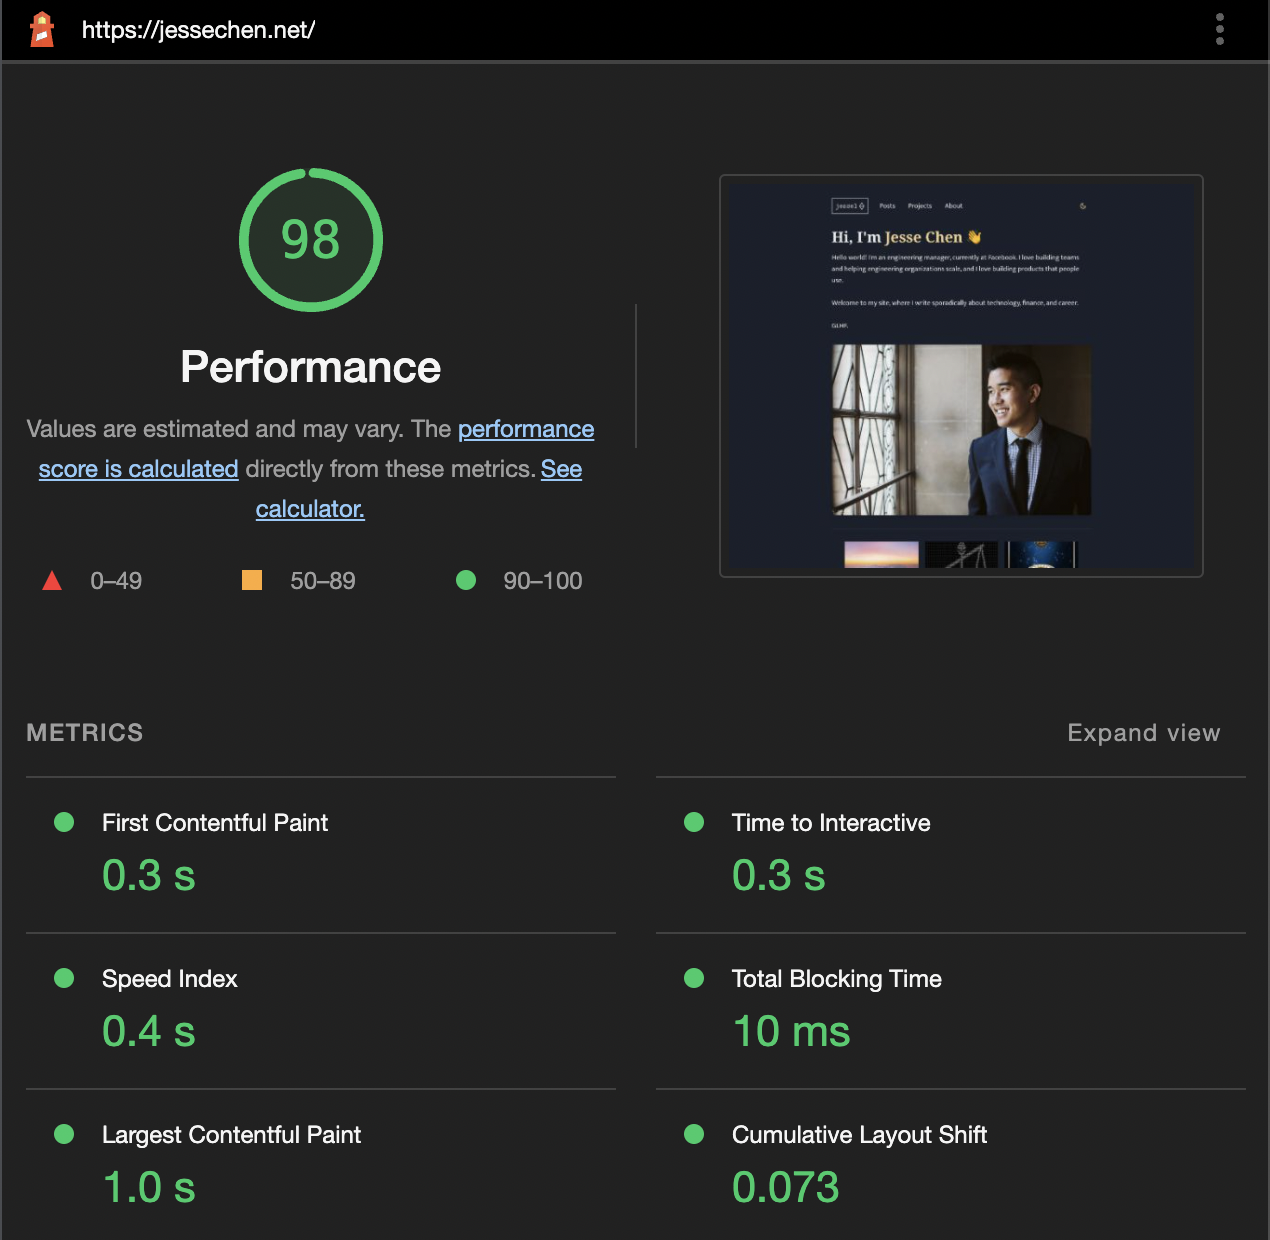 https://jessechen.net/
98
Performance
Values are estimated and may vary. The performance
score is calculated directly from these metrics. See
calculator.
0–49
50–89
90–100
Posts Projects About
Hi, I'm Jesse Chen 👋
Hello world! I'm an engineering manager, currently at Facebook. I love building teams
and helping engineering organizations scale, and I love building products that people
use.
Welcome to my site, where I write sporadically about technology, finance, and career.
GLHF.
METRICS
Expand view
First Contentful Paint
0.3 s
Time to Interactive
0.3 s
Speed Index
0.4 s
Total Blocking Time
10 ms
Largest Contentful Paint
1.0 s
Cumulative Layout Shift
0.073